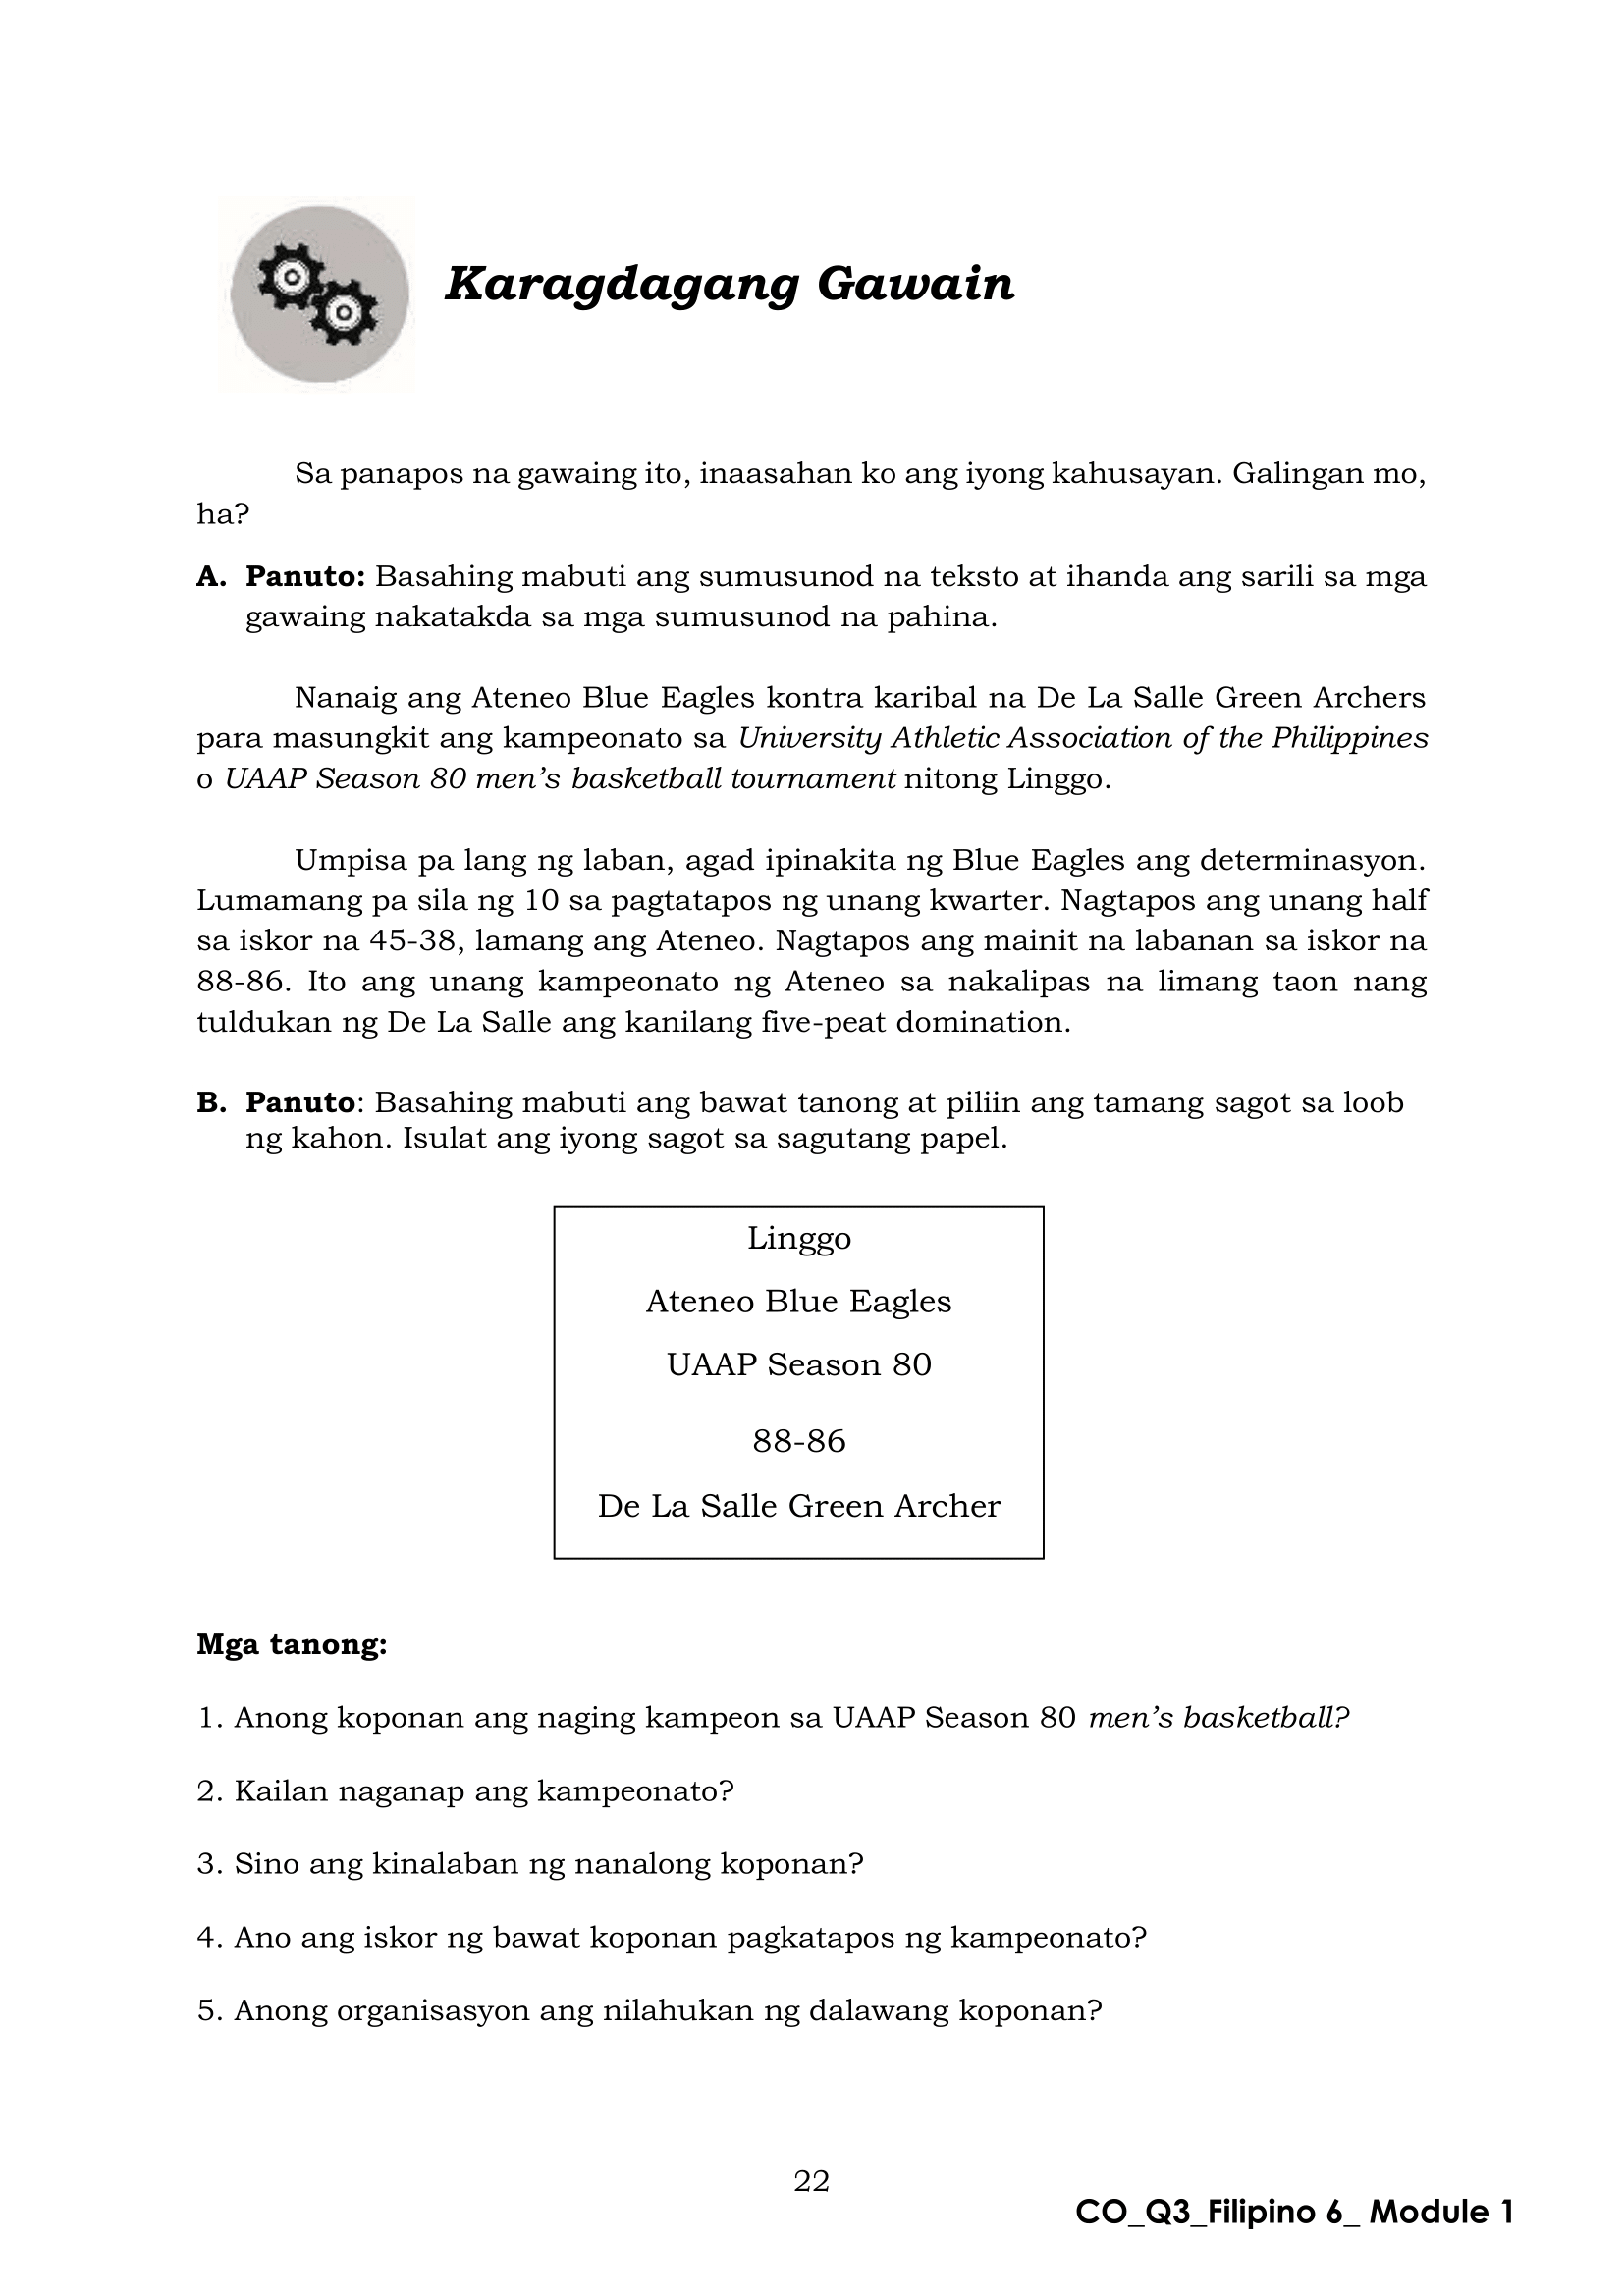 Karagdagang Gawain
Sa panapos na gawaing ito, inaasahan ko ang iyong kahusayan. Galingan mo,
ha?
A. Panuto: Basahing mabuti ang sumusunod na teksto at ihanda ang sarili sa mga
gawaing nakatakda sa mga sumusunod na pahina.
Nanaig ang Ateneo Blue Eagles kontra karibal na De La Salle Green Archers
para masungkit ang kampeonato sa University Athletic Association of the Philippines
o UAAP Season 80 men’s basketball tournament nitong Linggo.
Umpisa pa lang ng laban, agad ipinakita ng Blue Eagles ang determinasyon.
Lumamang pa sila ng 10 sa pagtatapos ng unang kwarter. Nagtapos ang unang half
sa iskor na 45-38, lamang ang Ateneo. Nagtapos ang mainit na labanan sa iskor na
88-86. Ito ang unang kampeonato ng Ateneo sa nakalipas na limang taon nang
tuldukan ng De La Salle ang kanilang five-peat domination.
B. Panuto: Basahing mabuti ang bawat tanong at piliin ang tamang sagot sa loob
ng kahon. Isulat ang iyong sagot sa sagutang papel.
Linggo
Ateneo Blue Eagles
UAAP Season 80
88-86
De La Salle Green Archer
Mga tanong:
1. Anong koponan ang naging kampeon sa UAAP Season 80 men’s basketball?
2. Kailan naganap ang kampeonato?
3. Sino ang kinalaban ng nanalong koponan?
4. Ano ang iskor ng bawat koponan pagkatapos ng kampeonato?
5. Anong organisasyon ang nilahukan ng dalawang koponan?
22
CO_Q3_Filipino 6_ Module 1